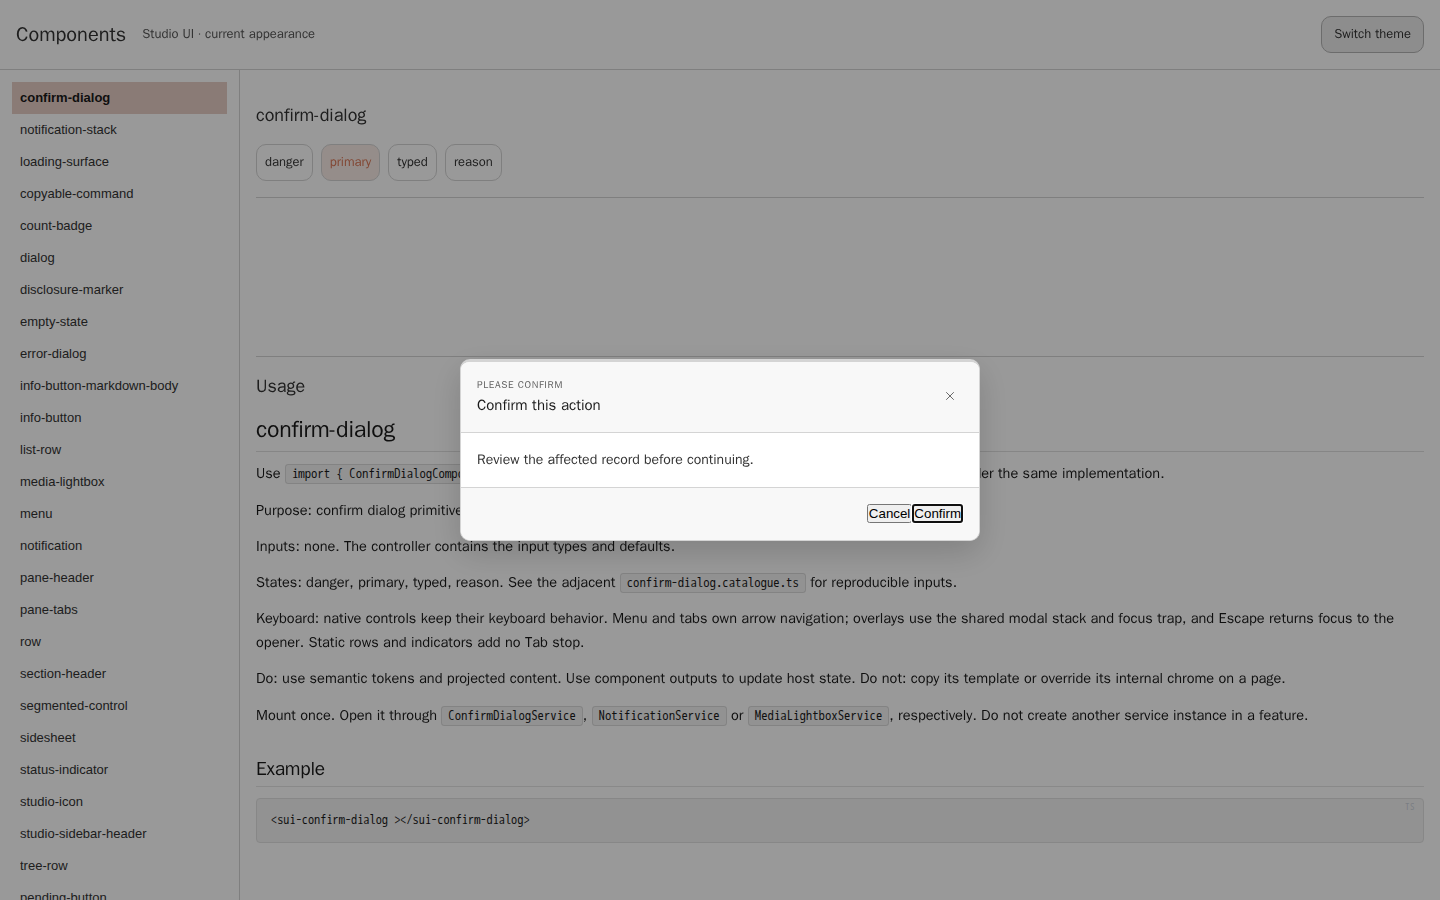 Components
Studio UI · current appearance
Switch theme
confirm-dialog
notification-stack
loading-surface
copyable-command
count-badge
dialog
disclosure-marker
empty-state
error-dialog
info-button-markdown-body
info-button
list-row
media-lightbox
menu
notification
pane-header
pane-tabs
row
section-header
segmented-control
sidesheet
status-indicator
studio-icon
studio-sidebar-header
tree-row
pending-button
confirm-dialog
danger
primary
typed
reason
Usage
confirm-dialog
Use import { ConfirmDialogCompo
er the same implementation.
Purpose: confirm dialog primitive
Inputs: none. The controller contains the input types and defaults.
States: danger, primary, typed, reason. See the adjacent confirm-dialog.catalogue.ts for reproducible inputs.
Keyboard: native controls keep their keyboard behavior. Menu and tabs own arrow navigation; overlays use the shared modal stack and focus trap, and Escape returns focus to the
opener. Static rows and indicators add no Tab stop.
Do: use semantic tokens and projected content. Use component outputs to update host state. Do not: copy its template or override its internal chrome on a page.
Mount once. Open it through ConfirmDialogService, NotificationService or MediaLightboxService, respectively. Do not create another service instance in a feature.
Example
TS
<sui-confirm-dialog ></sui-confirm-dialog>
PLEASE CONFIRM
Confirm this action
Review the affected record before continuing.
Cancel
Confirm